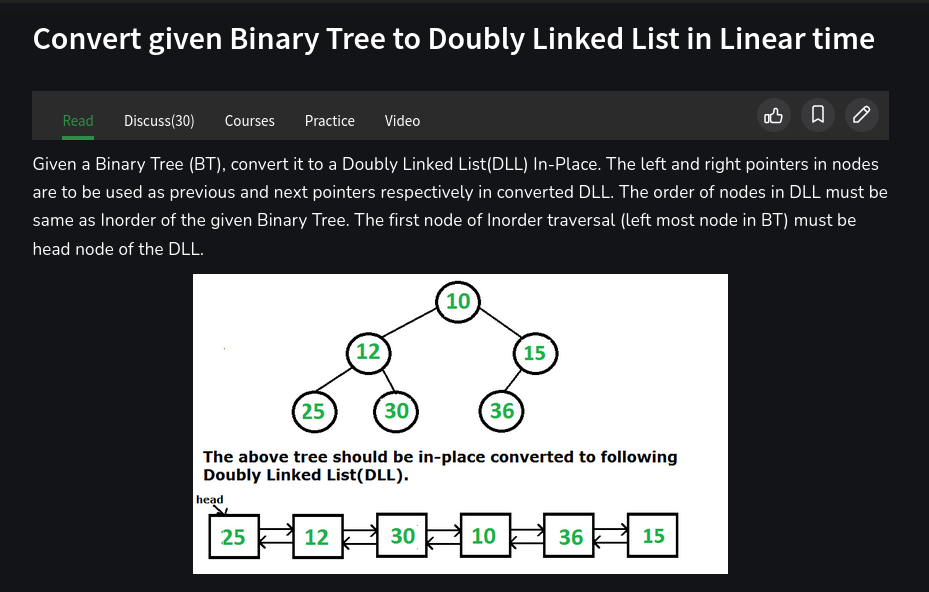 Convert given Binary Tree to Doubly Linked List in Linear time
Read Discuss(30) Courses Practice Video
Given a Binary Tree (BT), convert it to a Doubly Linked List(DLL) In-Place. The left and right pointers in nodes
are to be used as previous and next pointers respectively in converted DLL. The order of nodes in DLL must be
same as Inorder of the given Binary Tree. The first node of Inorder traversal (left most node in BT) must be
head node of the DLL.
10
12 15
25 30 36
The above tree should be in-place converted to following
Doubly Linked List(DLL).
head
25 12 30 10 36 15